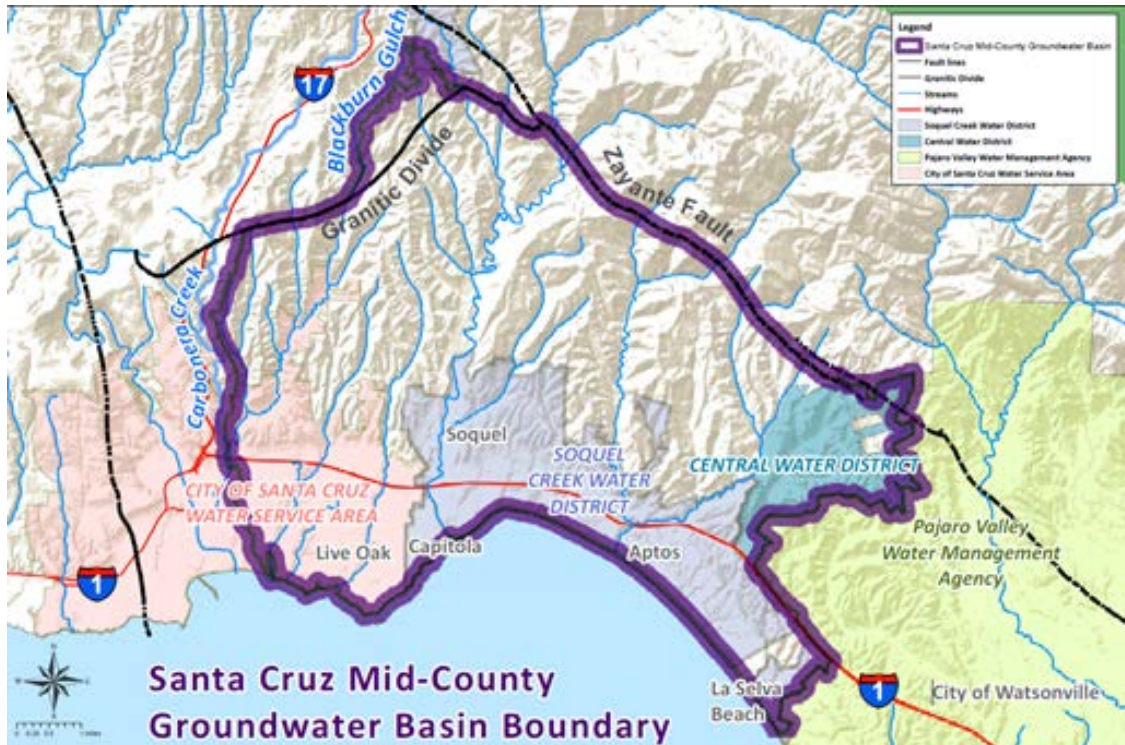 Legend
Santa Cruz Mid-County Groundwater Basin
Fault lines
Granitic Divide
Streams
Highways
Soquel Creek Water District
Central Water District
Pajaro Valley Water Management Agency
City of Santa Cruz Water Service Area
17
Blackburn Gulch
Granitic Divide
Zayante Fault
Carbonera Creek
Soquel
SOQUEL
CREEK WATER
DISTRICT
CENTRAL WATER DISTRICT
CITY OF SANTA CRUZ
WATER SERVICE AREA
Live Oak
Capitola
Aptos
Pajaro Valley
Water Management
Agency
1
La Selva
Beach
1
City of Watsonville
Santa Cruz Mid-County
Groundwater Basin Boundary